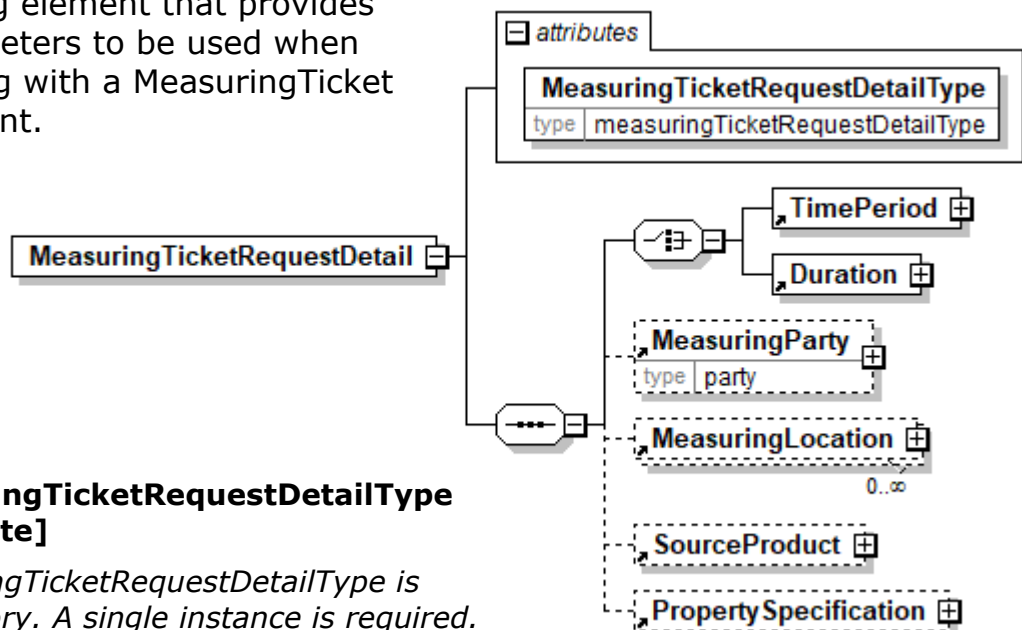 g element that provides
eters to be used when
g with a MeasuringTicket
nt.
attributes
MeasuringTicketRequestDetailType
type measuringTicketRequestDetailType
MeasuringTicketRequestDetail
TimePeriod
Duration
MeasuringParty
type party
MeasuringLocation
0..∞
SourceProduct
PropertySpecification
ngTicketRequestDetailType
te]
ngTicketRequestDetailType is
ry. A single instance is required.